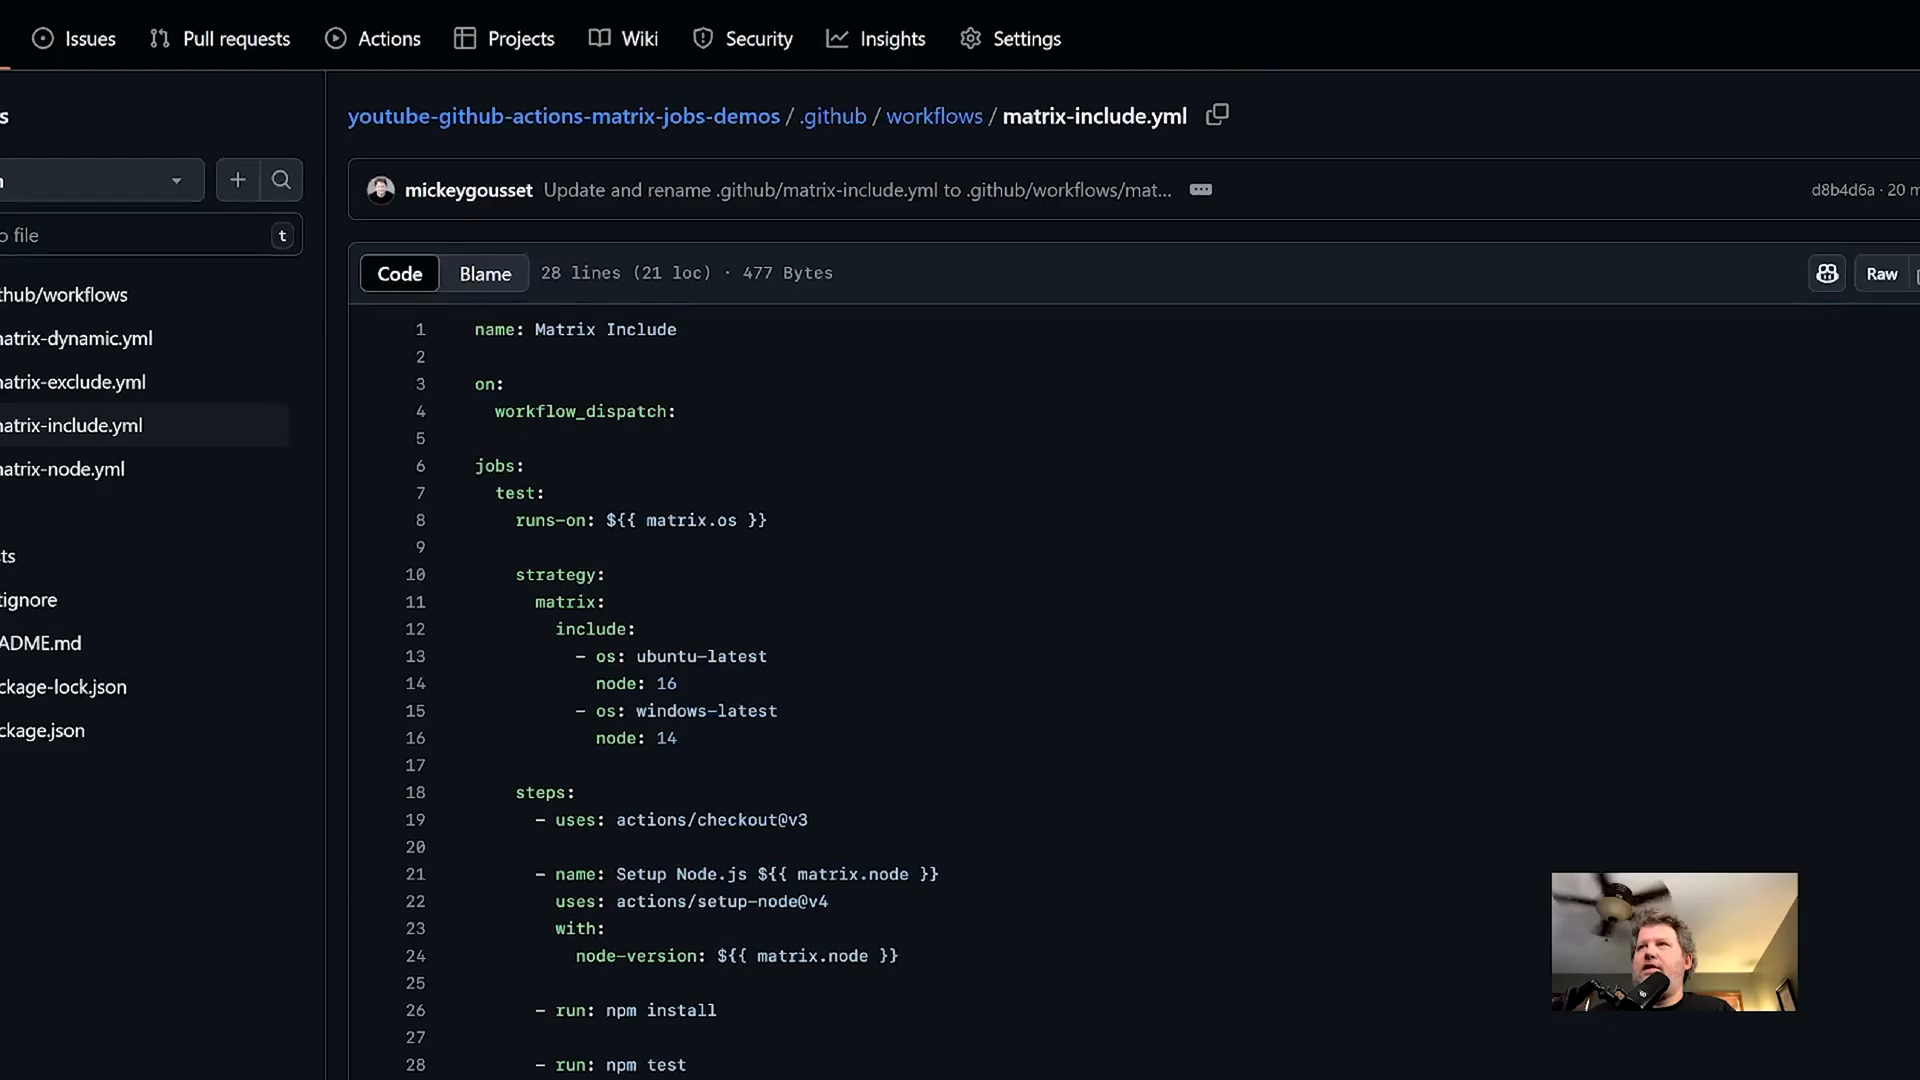 Issues Pull requests Actions Projects Wiki Security Insights Settings
s
youtube-github-actions-matrix-jobs-demos / .github / workflows / matrix-include.yml
n
mickeygousset Update and rename .github/matrix-include.yml to .github/workflows/mat... d8b4d6a · 20 m
o file t
Code Blame 28 lines (21 loc) · 477 Bytes Raw
thub/workflows
natrix-dynamic.yml
natrix-exclude.yml
natrix-include.yml
natrix-node.yml
ts
tignore
ADME.md
ckage-lock.json
ckage.json
1 name: Matrix Include
2
3 on:
4 workflow_dispatch:
5
6 jobs:
7 test:
8 runs-on: ${{ matrix.os }}
9
10 strategy:
11 matrix:
12 include:
13 - os: ubuntu-latest
14 node: 16
15 - os: windows-latest
16 node: 14
17
18 steps:
19 - uses: actions/checkout@v3
20
21 - name: Setup Node.js ${{ matrix.node }}
22 uses: actions/setup-node@v4
23 with:
24 node-version: ${{ matrix.node }}
25
26 - run: npm install
27
28 - run: npm test